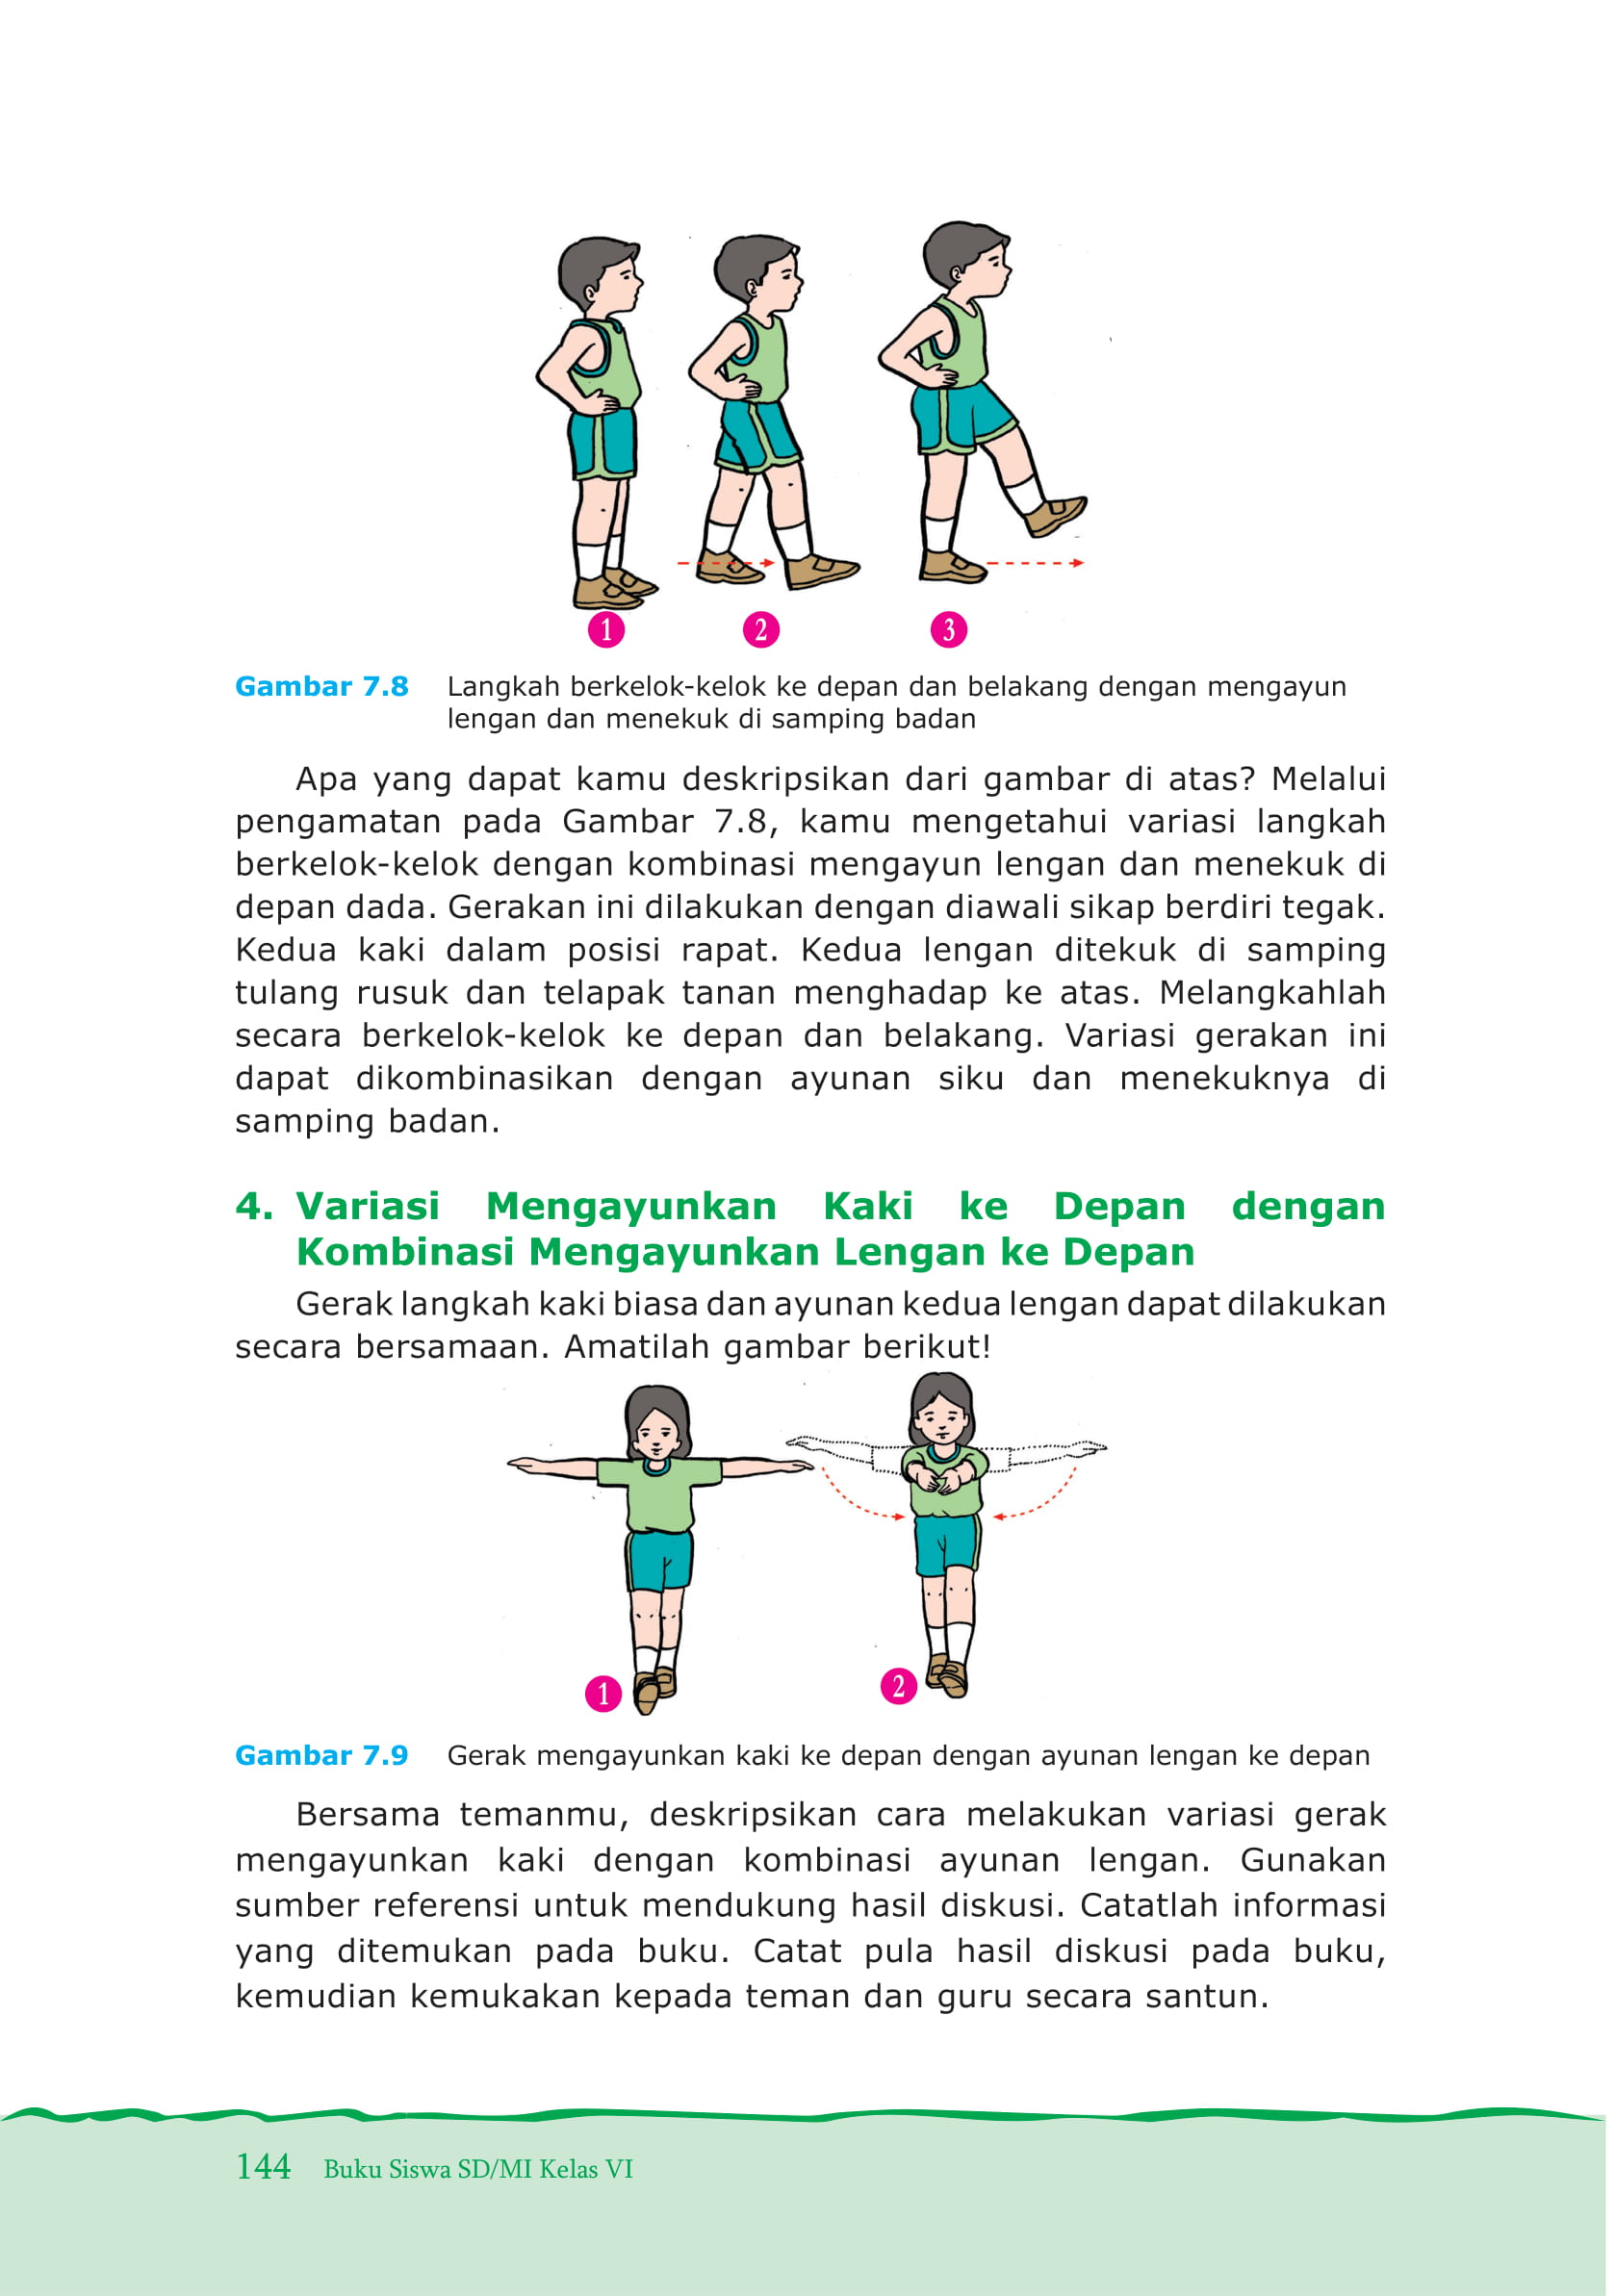 1
2
3
Gambar 7.8 Langkah berkelok-kelok ke depan dan belakang dengan mengayun
lengan dan menekuk di samping badan
Apa yang dapat kamu deskripsikan dari gambar di atas? Melalui
pengamatan pada Gambar 7.8, kamu mengetahui variasi langkah
berkelok-kelok dengan kombinasi mengayun lengan dan menekuk di
depan dada. Gerakan ini dilakukan dengan diawali sikap berdiri tegak.
Kedua kaki dalam posisi rapat. Kedua lengan ditekuk di samping
tulang rusuk dan telapak tanan menghadap ke atas. Melangkahlah
secara berkelok-kelok ke depan dan belakang. Variasi gerakan ini
dapat dikombinasikan dengan ayunan siku dan menekuknya di
samping badan.
4. Variasi Mengayunkan Kaki ke Depan dengan
Kombinasi Mengayunkan Lengan ke Depan
Gerak langkah kaki biasa dan ayunan kedua lengan dapat dilakukan
secara bersamaan. Amatilah gambar berikut!
1
2
Gambar 7.9 Gerak mengayunkan kaki ke depan dengan ayunan lengan ke depan
Bersama temanmu, deskripsikan cara melakukan variasi gerak
mengayunkan kaki dengan kombinasi ayunan lengan. Gunakan
sumber referensi untuk mendukung hasil diskusi. Catatlah informasi
yang ditemukan pada buku. Catat pula hasil diskusi pada buku,
kemudian kemukakan kepada teman dan guru secara santun.
144 Buku Siswa SD/MI Kelas VI